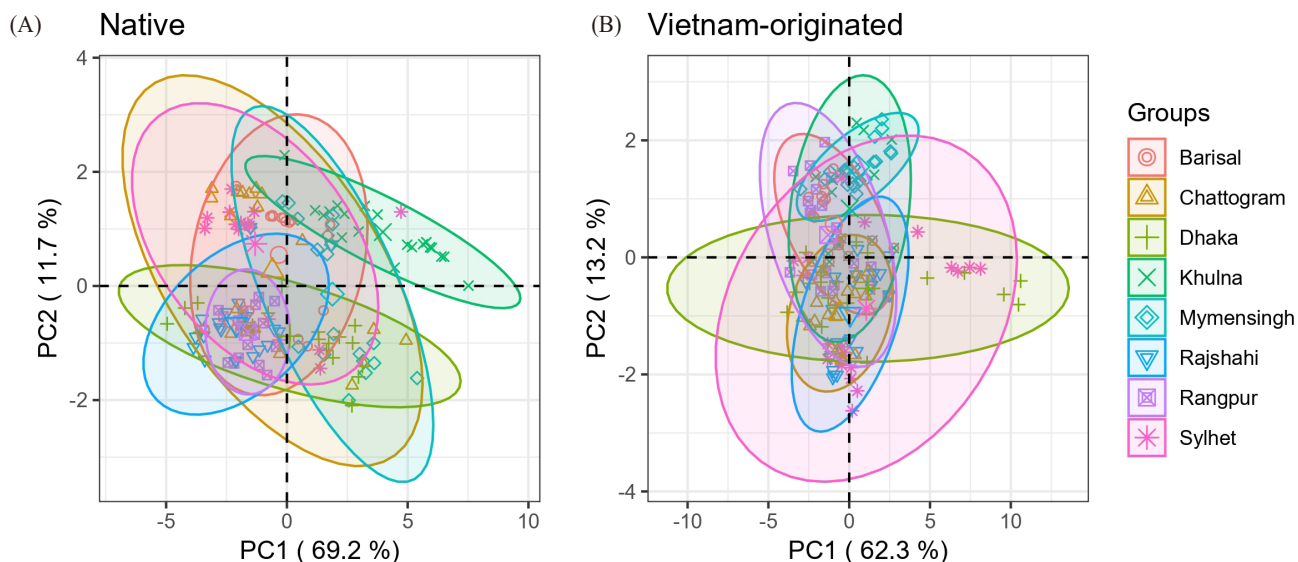 (A) Native
4
2
0
-2
PC2 ( 11.7 %)
-5 0 5 10
PC1 ( 69.2 %)
(B) Vietnam-originated
2
0
-2
-4
PC2 ( 13.2 %)
-10 -5 0 5 10
PC1 ( 62.3 %)
Groups
Barisal
Chattogram
Dhaka
Khulna
Mymensingh
Rajshahi
Rangpur
Sylhet